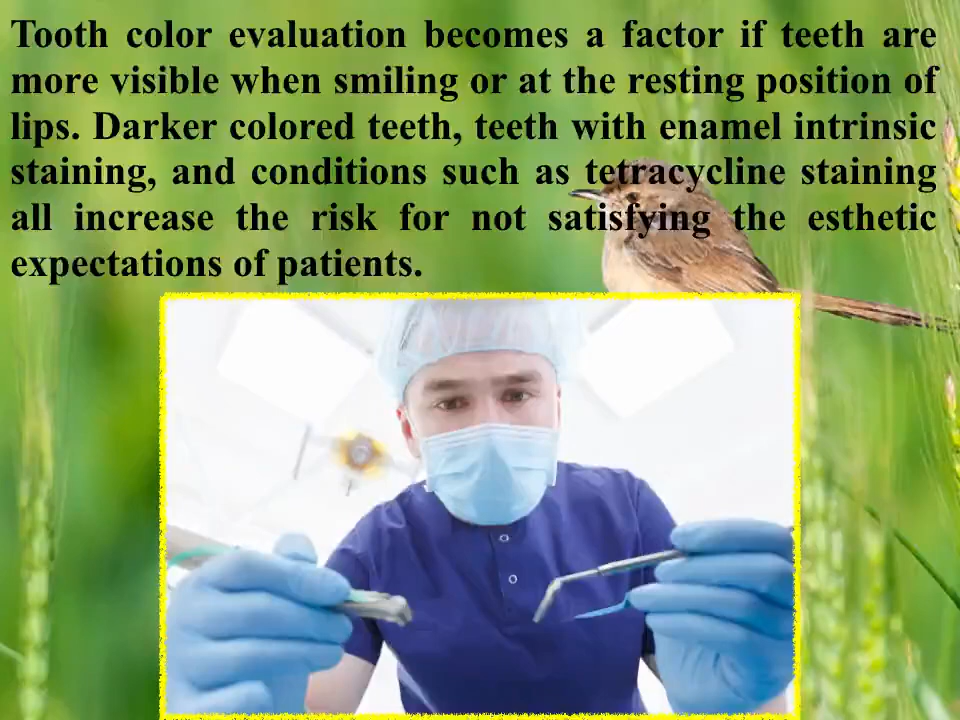 Tooth color evaluation becomes a factor if teeth are
more visible when smiling or at the resting position of
lips. Darker colored teeth, teeth with enamel intrinsic
staining, and conditions such as tetracycline staining
all increase the risk for not satisfying the esthetic
expectations of patients.